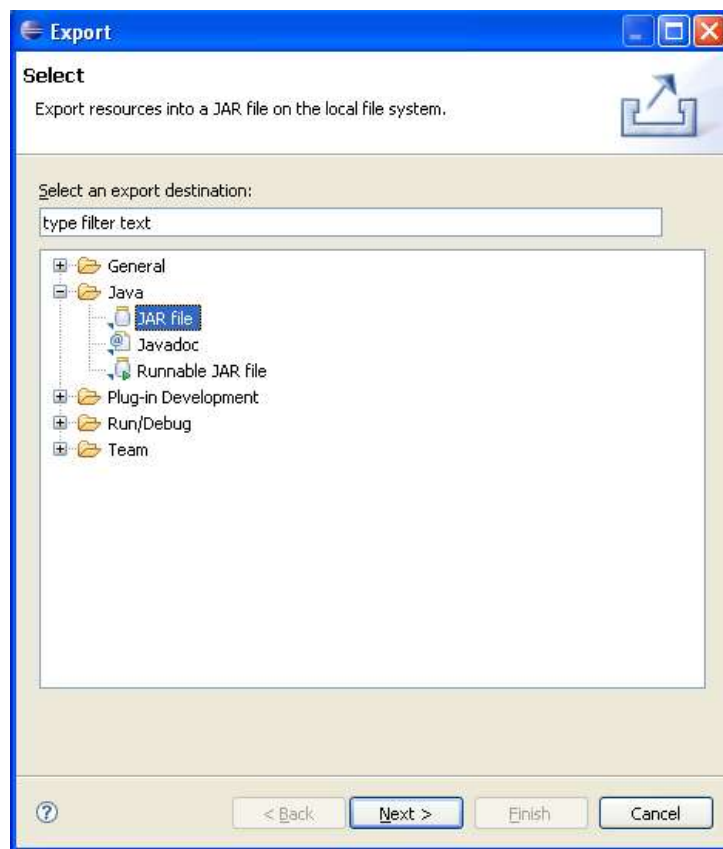 Export
Select
Export resources into a JAR file on the local file system.
Select an export destination:
type filter text
General
Java
JAR file
Javadoc
Runnable JAR file
Plug-in Development
Run/Debug
Team
< Back
Next >
Finish
Cancel